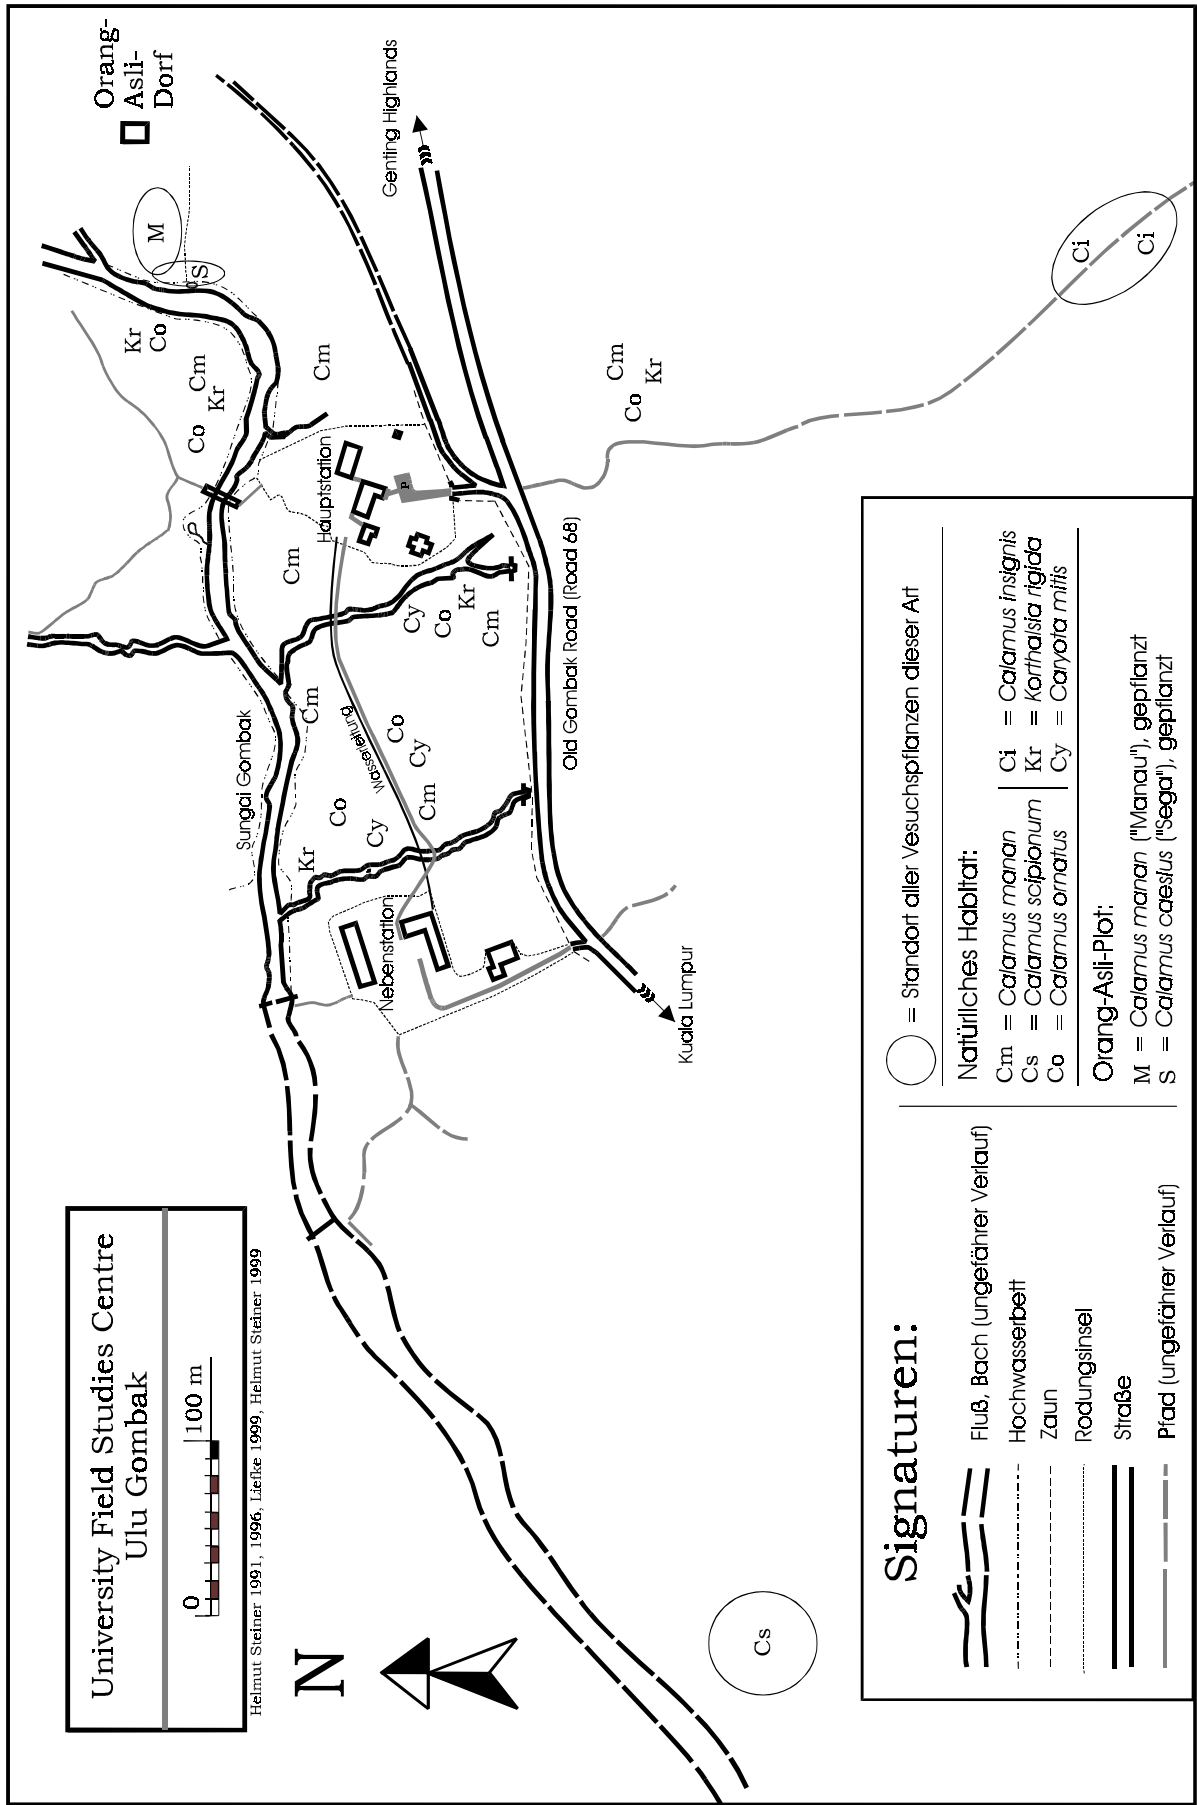 University Field Studies Centre
Ulu Gombak
0
100 m
Helmut Steiner 1991, 1996, Liefke 1999, Helmut Steiner 1999
N
Orang-
Asli-
Dorf
M
S
Genting Highlands
Kr
Co
Cm
Kr
Co
Cm
Hauptstation
P
P
Cm
Cm
Kr
Co
Ci
Ci
Sungai Gombak
Cm
Cy
Co
Kr
Cm
Wasserleitung
Co
Cy
Cm
Co
Cy
Kr
Old Gombak Road (Road 68)
Nebenstation
Kuala Lumpur
Cs
Signaturen:
Fluß, Bach (ungefährer Verlauf)
Hochwasserbett
Zaun
Rodungsinsel
Straße
Pfad (ungefährer Verlauf)
= Standort aller Vesuchspflanzen dieser Art
Natürliches Habitat:
Cm = Calamus manan
Cs = Calamus scipionum
Co = Calamus ornatus
Ci = Calamus insignis
Kr = Korthalsia rigida
Cy = Caryota mitis
Orang-Asli-Plot:
M = Calamus manan ("Manau"), gepflanzt
S = Calamus caesius ("Sega"), gepflanzt